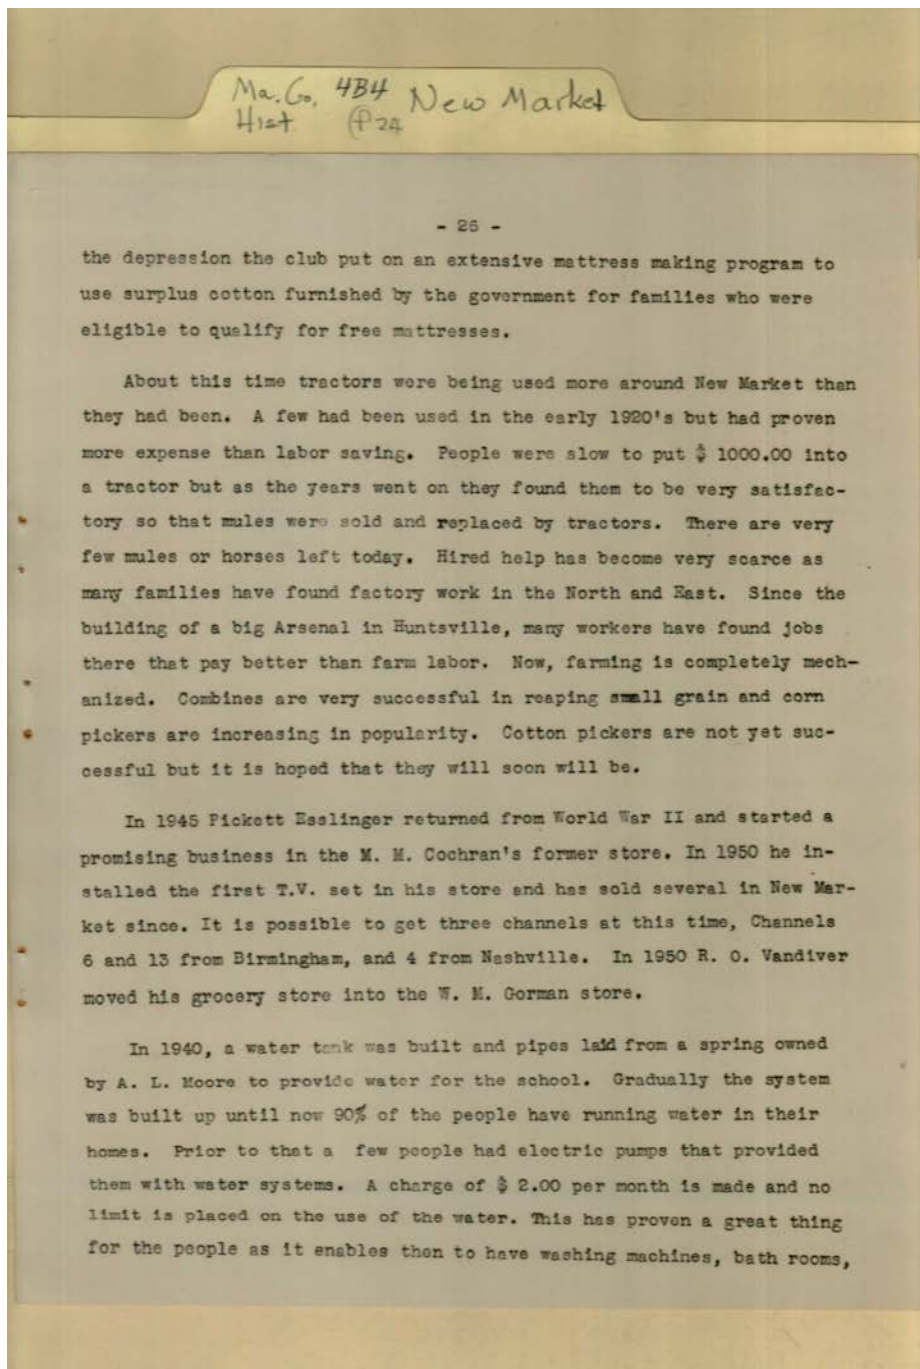 Ma. Co. 4B4 New Market
Hist P24
- 26 -
the depression the club put on an extensive mattress making program to
use surplus cotton furnished by the government for families who were
eligible to qualify for free mattresses.
About this time tractors were being used more around New Market than
they had been. A few had been used in the early 1920's but had proven
more expense than labor saving. People were slow to put $ 1000.00 into
a tractor but as the years went on they found them to be very satisfac-
tory so that mules were sold and replaced by tractors. There are very
few mules or horses left today. Hired help has become very scarce as
many families have found factory work in the North and East. Since the
building of a big Arsenal in Huntsville, many workers have found jobs
there that pay better than farm labor. Now, farming is completely mech-
anized. Combines are very successful in reaping small grain and corn
pickers are increasing in popularity. Cotton pickers are not yet suc-
cessful but it is hoped that they will soon will be.
In 1945 Pickett Esslinger returned from World War II and started a
promising business in the M. M. Cochran's former store. In 1950 he in-
stalled the first T.V. set in his store and has sold several in New Mar-
ket since. It is possible to get three channels at this time, Channels
6 and 13 from Birmingham, and 4 from Nashville. In 1950 R. O. Vandiver
moved his grocery store into the W. M. Gorman store.
In 1940, a water tank was built and pipes laid from a spring owned
by A. L. Moore to provide water for the school. Gradually the system
was built up until now 90% of the people have running water in their
homes. Prior to that a few people had electric pumps that provided
them with water systems. A charge of $ 2.00 per month is made and no
limit is placed on the use of the water. This has proven a great thing
for the people as it enables then to have washing machines, bath rooms,